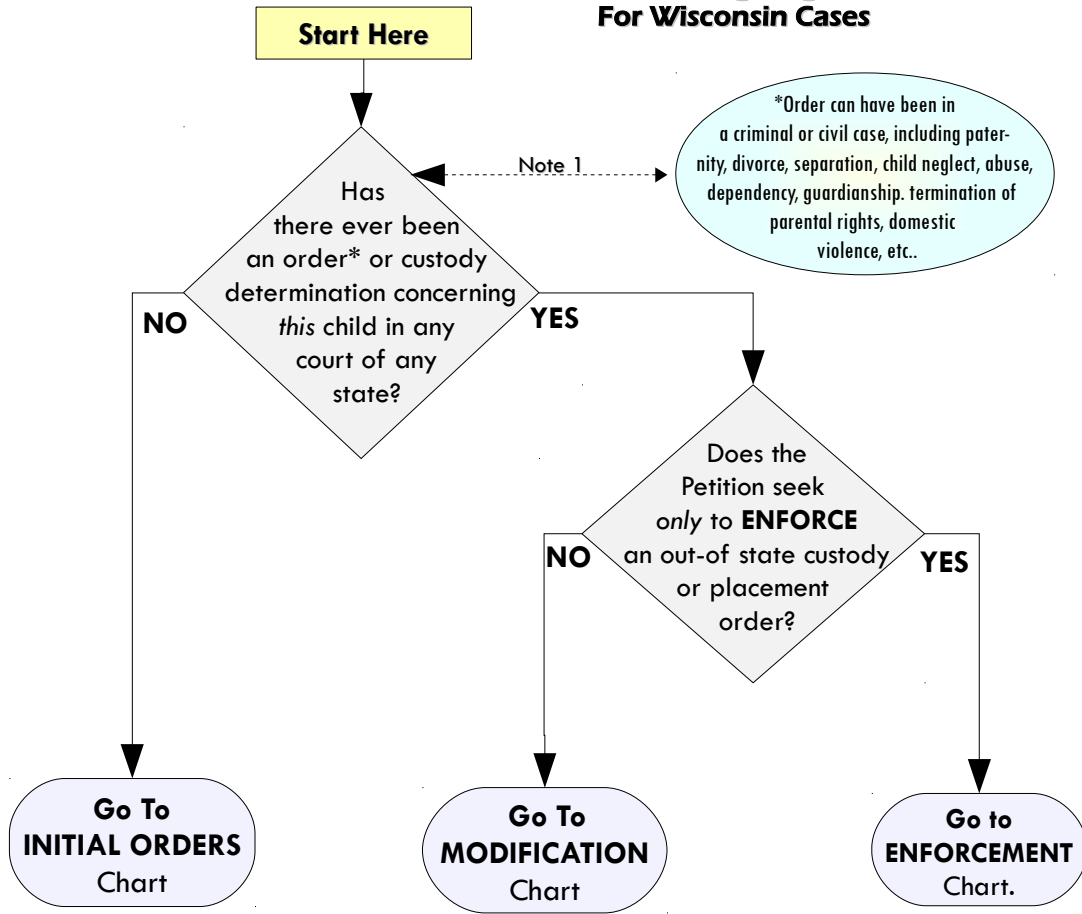 For Wisconsin Cases
Start Here
*Order can have been in
a criminal or civil case, including pater-
nity, divorce, separation, child neglect, abuse,
dependency, guardianship. termination of
parental rights, domestic
violence, etc..
Note 1
Has
there ever been
an order* or custody
determination concerning
this child in any
court of any
state?
NO
YES
Does the
Petition seek
only to ENFORCE
an out-of state custody
or placement
order?
NO
YES
Go To
INITIAL ORDERS
Chart
Go To
MODIFICATION
Chart
Go to
ENFORCEMENT
Chart.